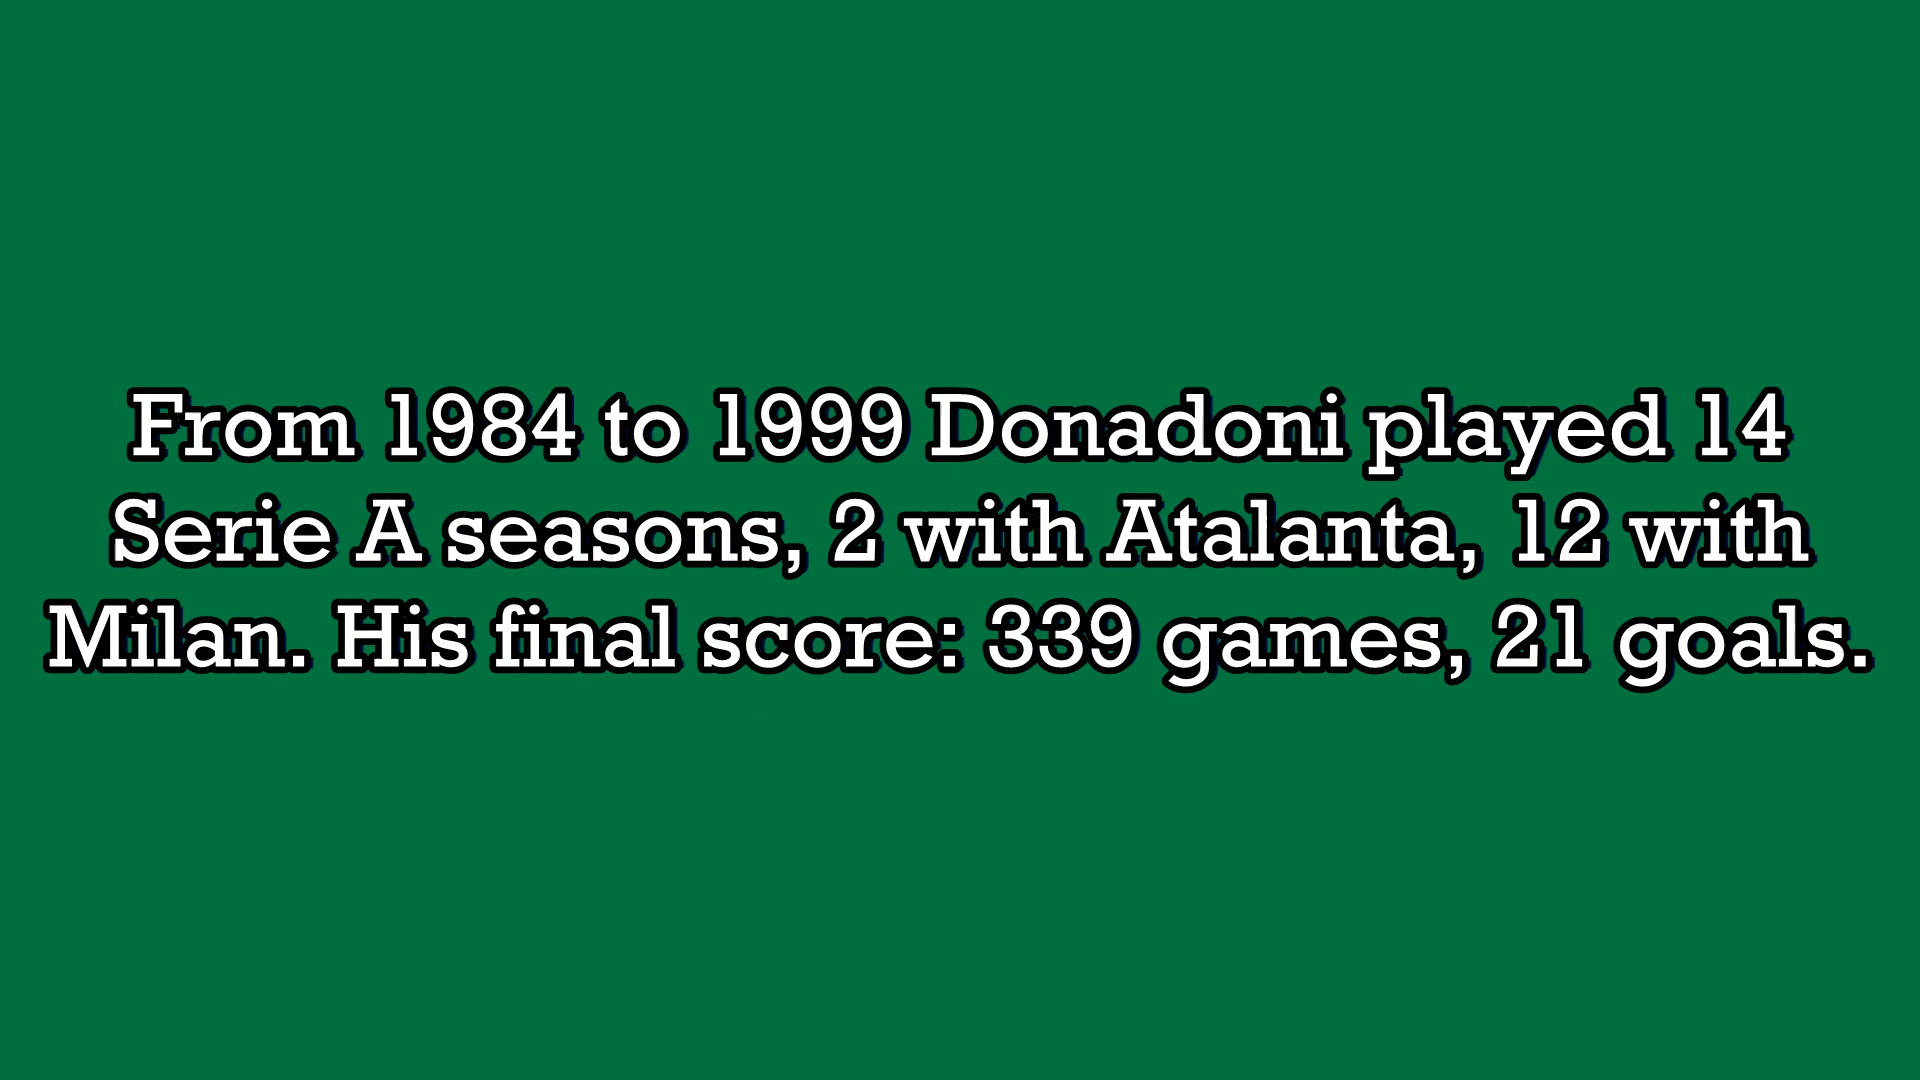 From 1984 to 1999 Donadoni played 14
Serie A seasons, 2 with Atalanta, 12 with
Milan. His final score: 339 games, 21 goals.